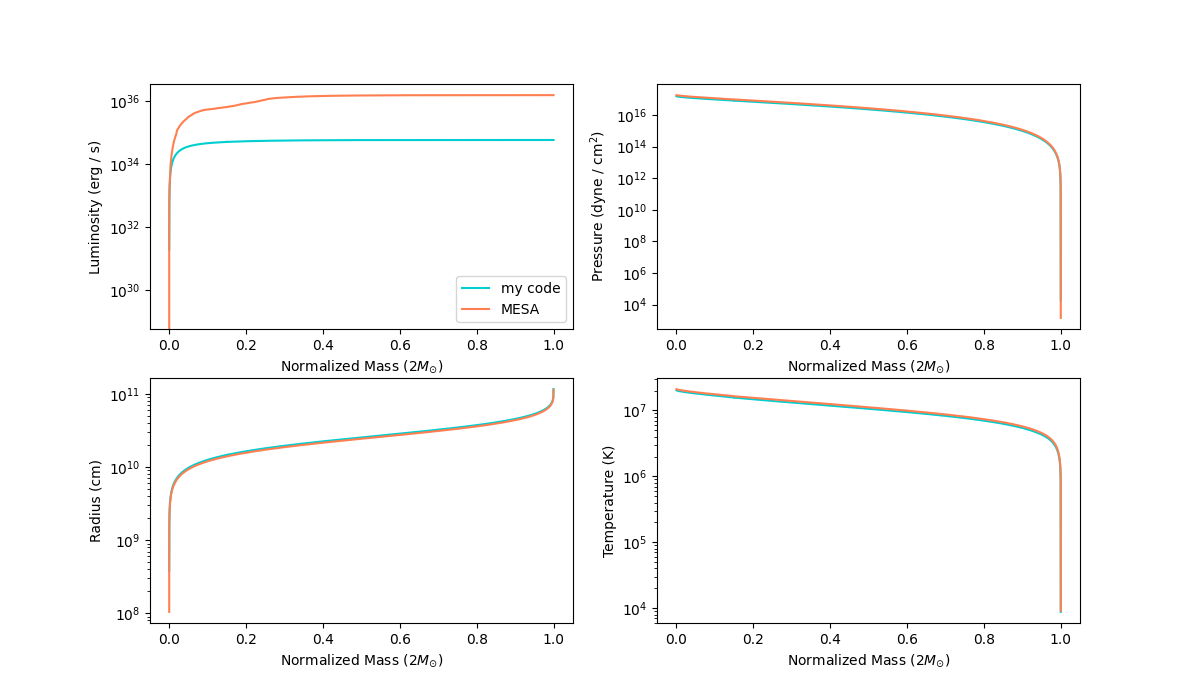 10^36
10^34
10^32
10^30
Luminosity (erg / s)
my code
MESA
0.0 0.2 0.4 0.6 0.8 1.0
Normalized Mass (2M_⊙)
10^16
10^14
10^12
10^10
10^8
10^6
10^4
Pressure (dyne / cm^2)
0.0 0.2 0.4 0.6 0.8 1.0
Normalized Mass (2M_⊙)
10^11
10^10
10^9
10^8
Radius (cm)
0.0 0.2 0.4 0.6 0.8 1.0
Normalized Mass (2M_⊙)
10^7
10^6
10^5
10^4
Temperature (K)
0.0 0.2 0.4 0.6 0.8 1.0
Normalized Mass (2M_⊙)